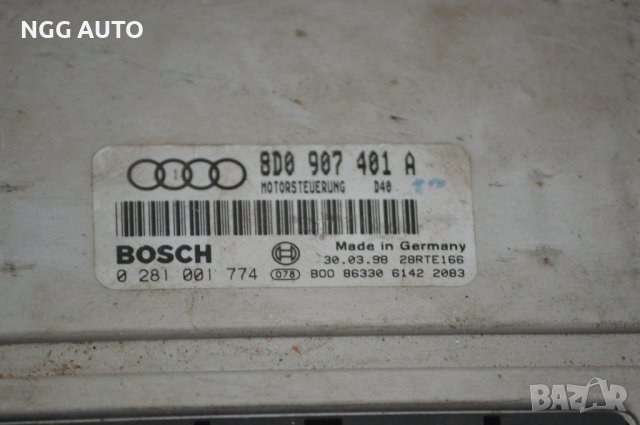 NGG AUTO
8D0 907 401 A
MOTORSTEUERUNG D40
BOSCH
Made in Germany
30.03.98 28RTE166
0 281 001 774 078 B00 86330 6142 2083
BAZAR